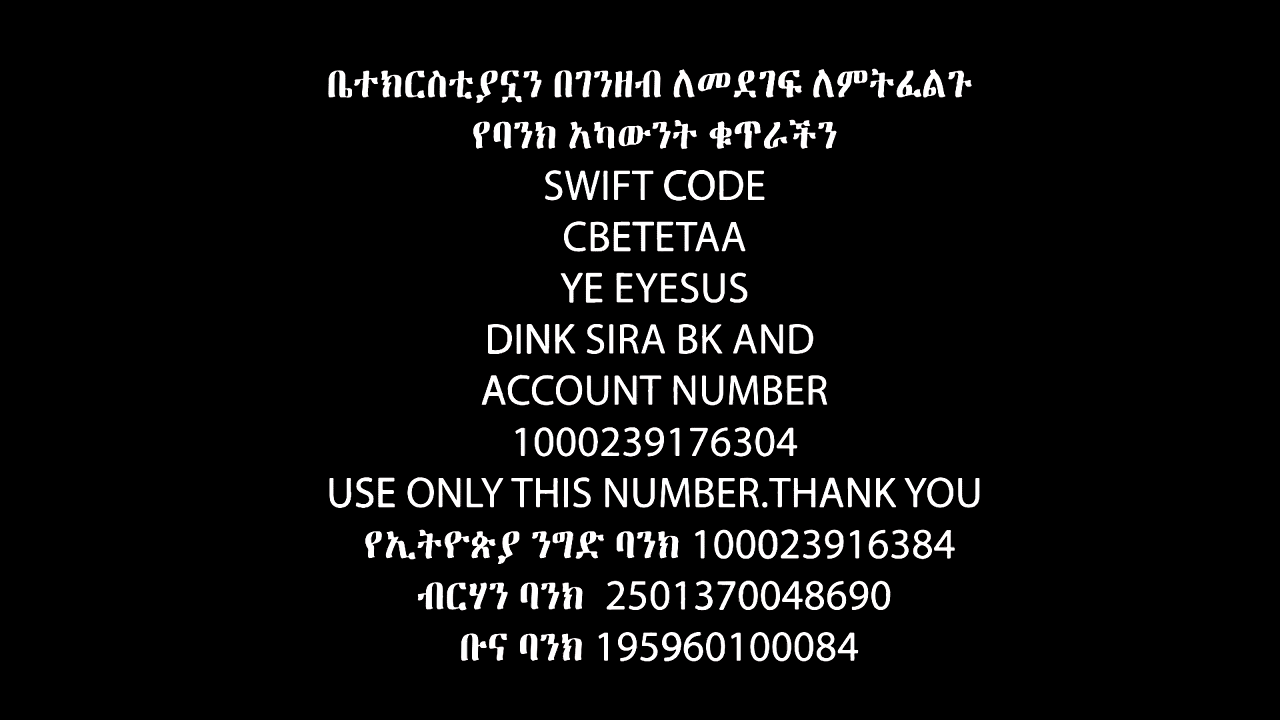 ቤተክርስቲያኗን በገንዘብ ለመደገፍ ለምትፈልጉ
የባንክ አካውንት ቁጥራችን
SWIFT CODE
CBETETAA
YE EYESUS
DINK SIRA BK AND
ACCOUNT NUMBER
1000239176304
USE ONLY THIS NUMBER.THANK YOU
የኢትዮጵያ ንግድ ባንክ 100023916384
ብርሃን ባንክ 2501370048690
ቡና ባንክ 195960100084